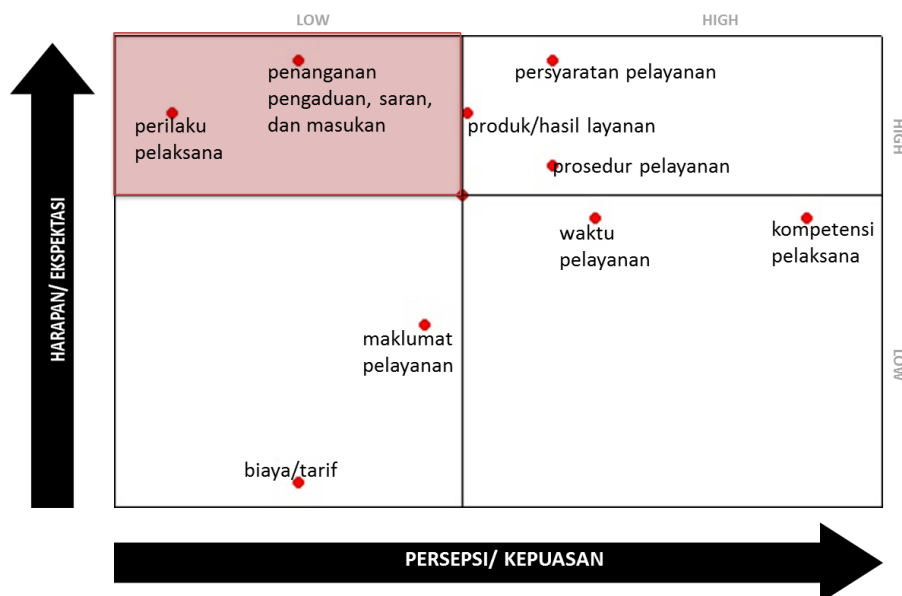 LOW
HIGH
penanganan
pengaduan, saran,
dan masukan
perilaku
pelaksana
persyaratan pelayanan
produk/hasil layanan
prosedur pelayanan
HIGH
HARAPAN/ EKSPEKTASI
waktu
pelayanan
kompetensi
pelaksana
maklumat
pelayanan
LOW
biaya/tarif
PERSEPSI/ KEPUASAN